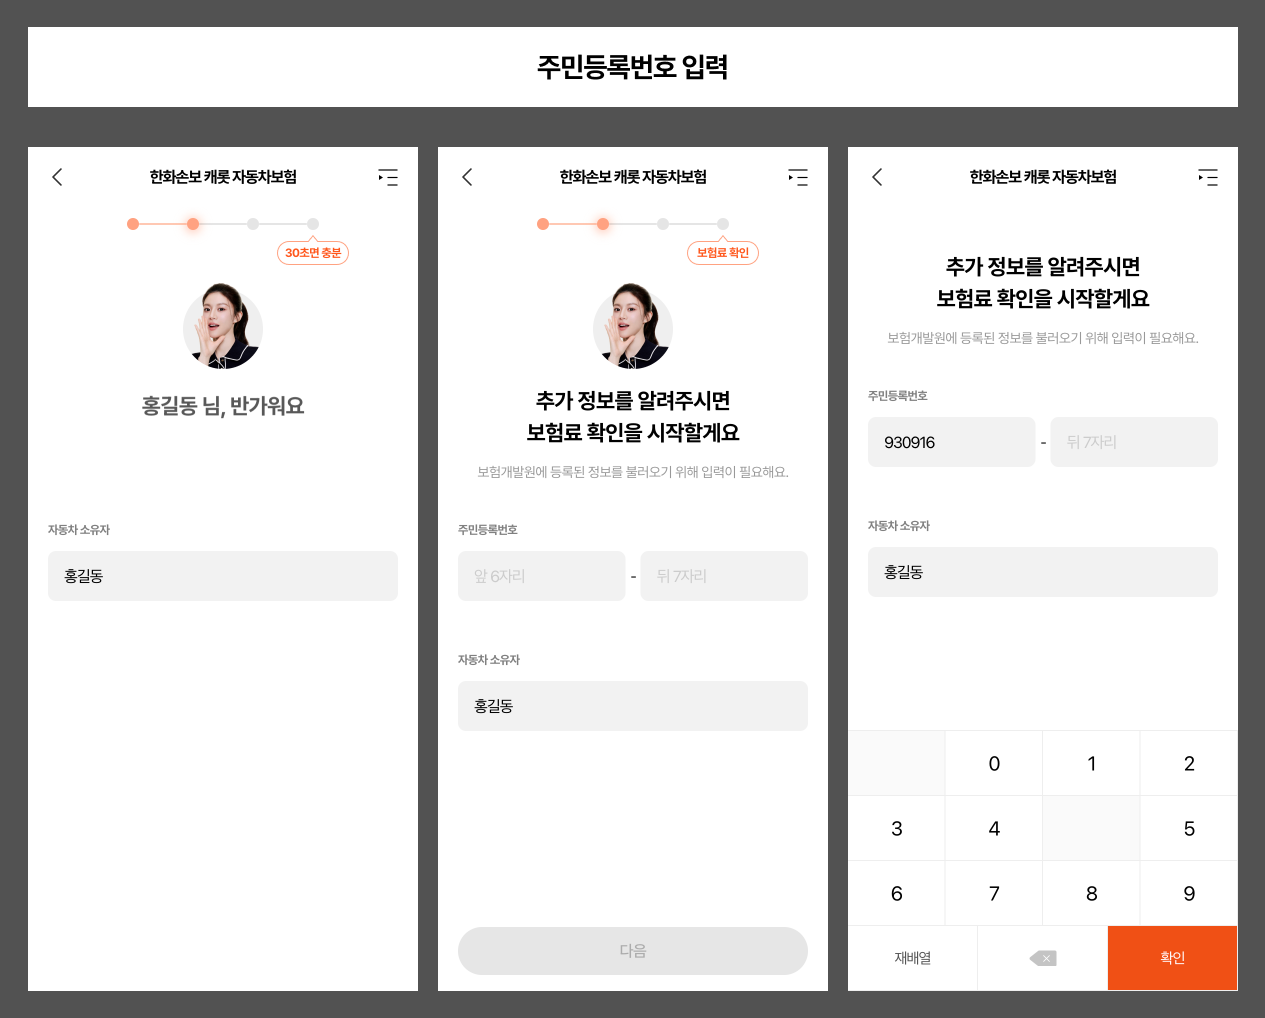 주민등록번호 입력
한화손보 캐롯 자동차보험
30초면 충분
홍길동 님, 반가워요
자동차 소유자
홍길동
한화손보 캐롯 자동차보험
보험료 확인
추가 정보를 알려주시면
보험료 확인을 시작할게요
보험개발원에 등록된 정보를 불러오기 위해 입력이 필요해요.
주민등록번호
앞 6자리 - 뒤 7자리
자동차 소유자
홍길동
다음
한화손보 캐롯 자동차보험
추가 정보를 알려주시면
보험료 확인을 시작할게요
보험개발원에 등록된 정보를 불러오기 위해 입력이 필요해요.
주민등록번호
930916 - 뒤 7자리
자동차 소유자
홍길동
0 1 2
3 4 5
6 7 8 9
재배열 확인